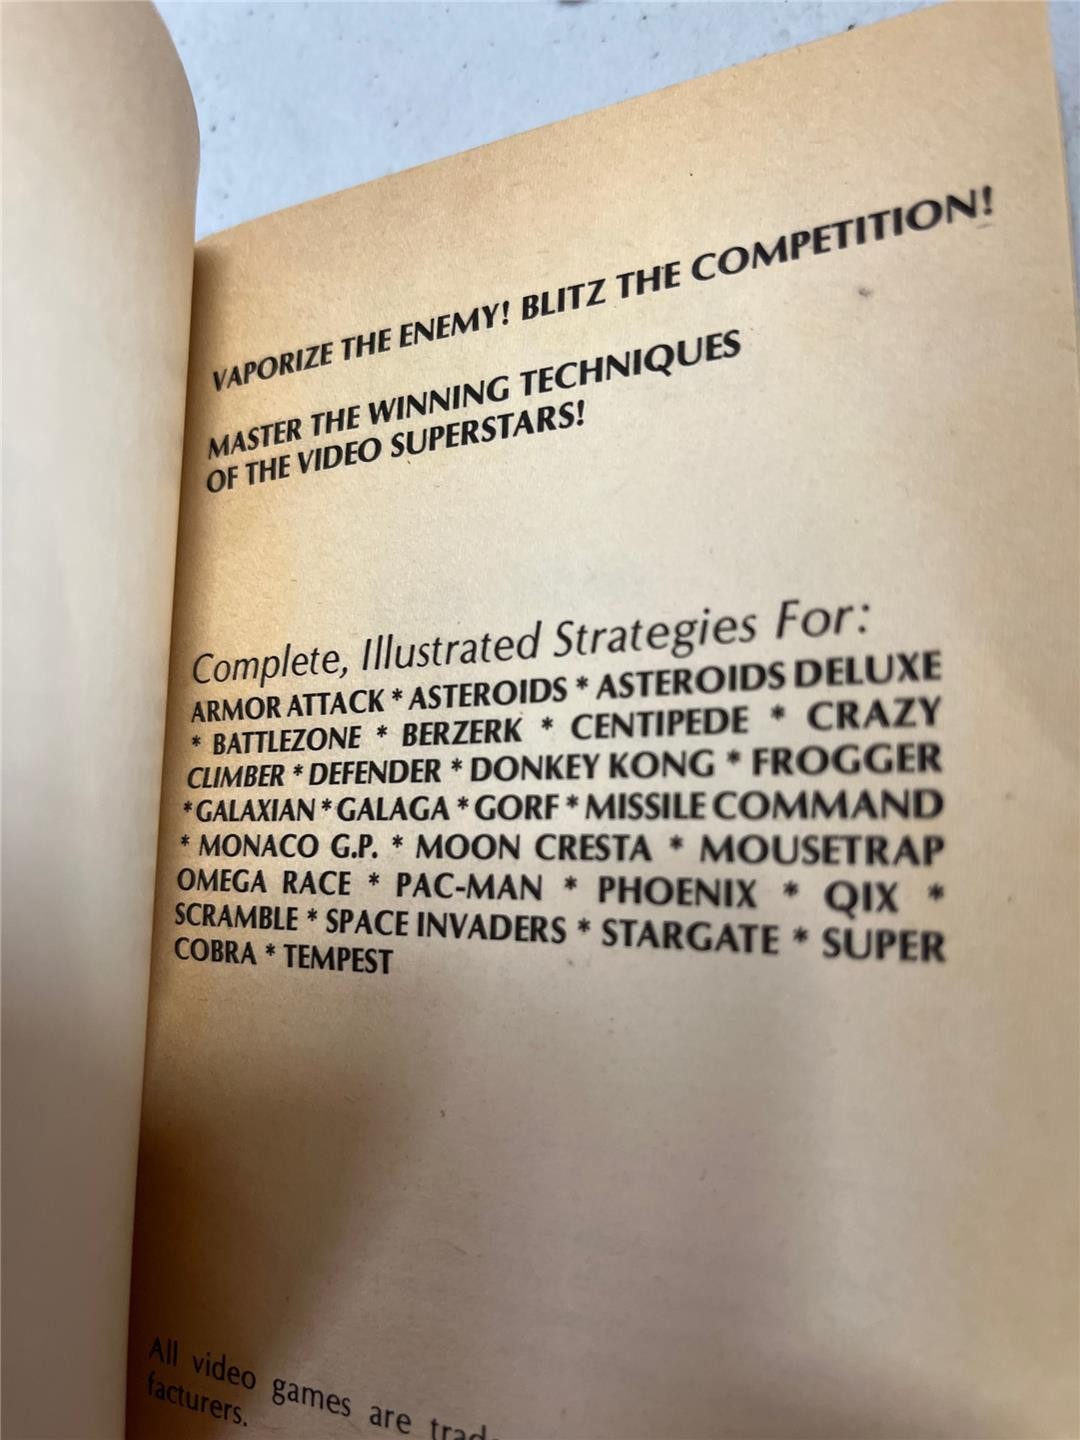 VAPORIZE THE ENEMY! BLITZ THE COMPETITION!
MASTER THE WINNING TECHNIQUES
OF THE VIDEO SUPERSTARS!
Complete, Illustrated Strategies For:
ARMOR ATTACK * ASTEROIDS * ASTEROIDS DELUXE
* BATTLEZONE * BERZERK * CENTIPEDE * CRAZY
CLIMBER * DEFENDER * DONKEY KONG * FROGGER
* GALAXIAN * GALAGA * GORF * MISSILE COMMAND
* MONACO G.P. * MOON CRESTA * MOUSETRAP
OMEGA RACE * PAC-MAN * PHOENIX * QIX *
SCRAMBLE * SPACE INVADERS * STARGATE * SUPER
COBRA * TEMPEST
All video games are
facturers.